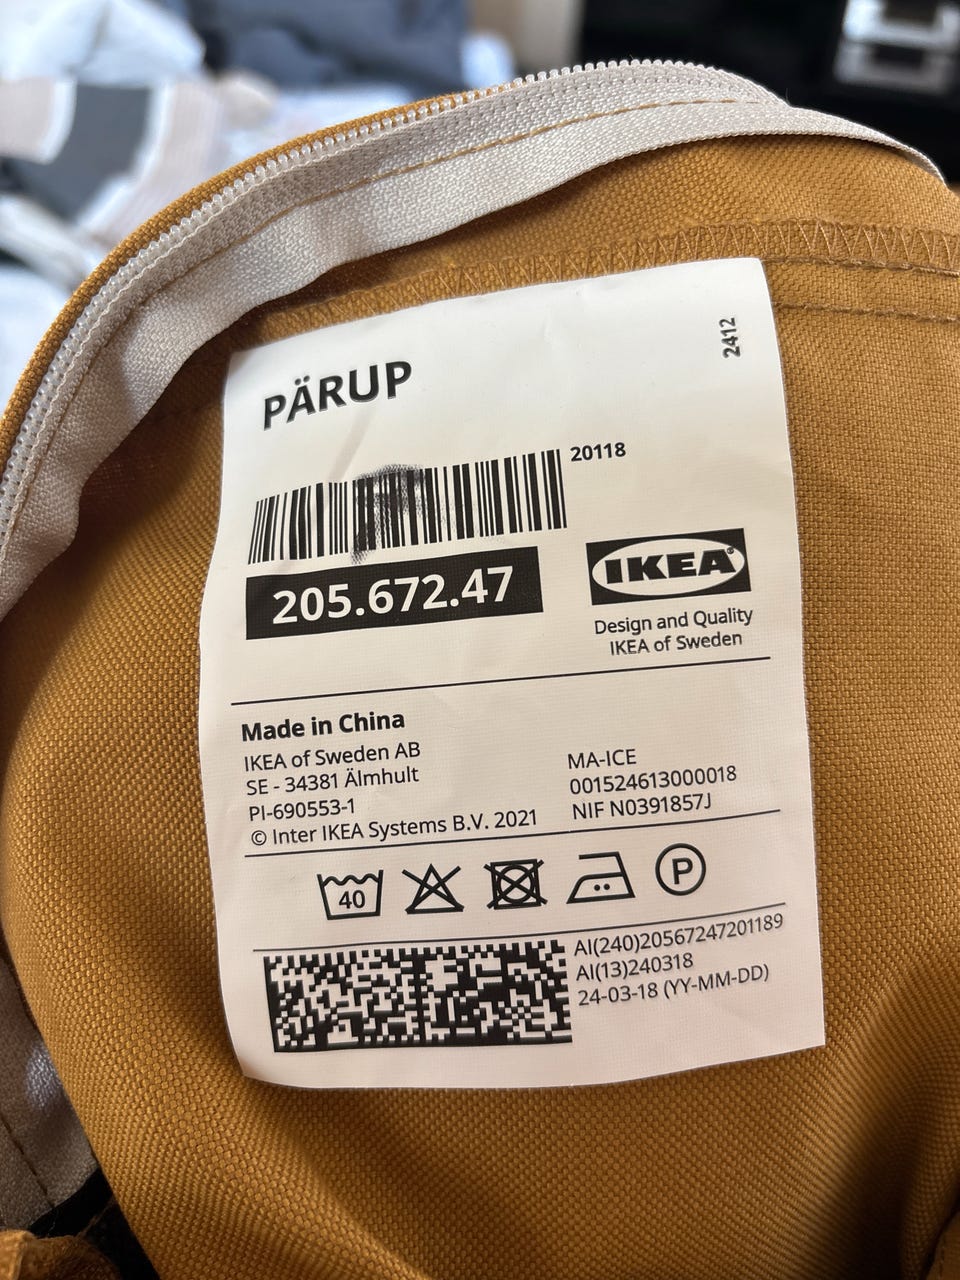 2412
PÄRUP
20118
205.672.47
IKEA®
Design and Quality
IKEA of Sweden
Made in China
IKEA of Sweden AB
SE - 34381 Älmhult
PI-690553-1
© Inter IKEA Systems B.V. 2021
MA-ICE
001524613000018
NIF N0391857J
40
P
AI(240)20567247201189
AI(13)240318
24-03-18 (YY-MM-DD)